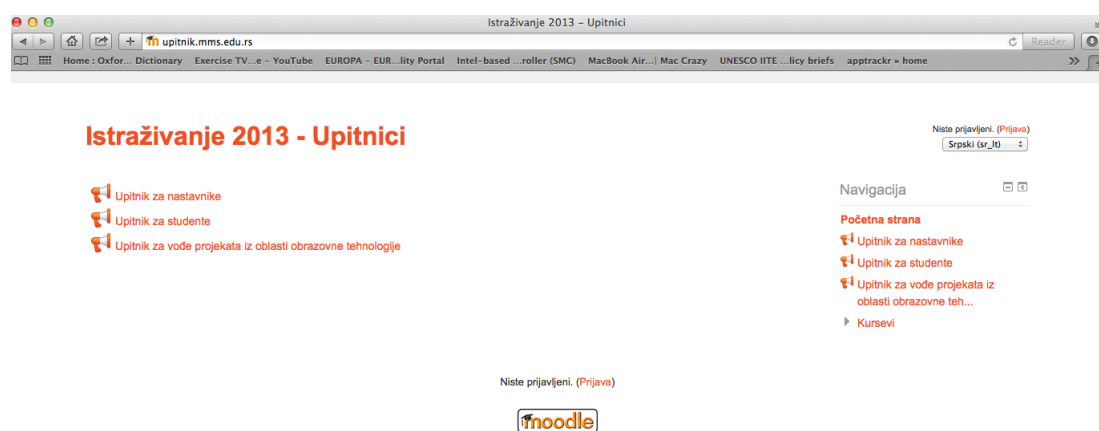 Istraživanje 2013 – Upitnici
upitnik.mms.edu.rs
Reader
Home : Oxfor... Dictionary Exercise TV...e – YouTube EUROPA – EUR...lity Portal Intel-based ...roller (SMC) MacBook Air...| Mac Crazy UNESCO IITE ...licy briefs apptrackr » home
Istraživanje 2013 - Upitnici
Niste prijavljeni. (Prijava)
Srpski (sr_lt)
Upitnik za nastavnike
Upitnik za studente
Upitnik za vođe projekata iz oblasti obrazovne tehnologije
Navigacija
Početna strana
Upitnik za nastavnike
Upitnik za studente
Upitnik za vođe projekata iz
oblasti obrazovne teh...
Kursevi
Niste prijavljeni. (Prijava)
moodle